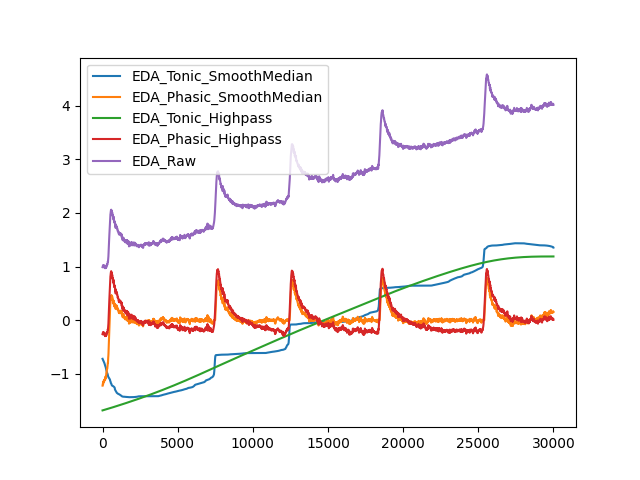 EDA_Tonic_SmoothMedian
EDA_Phasic_SmoothMedian
EDA_Tonic_Highpass
EDA_Phasic_Highpass
EDA_Raw
4
3
2
1
0
−1
0 5000 10000 15000 20000 25000 30000